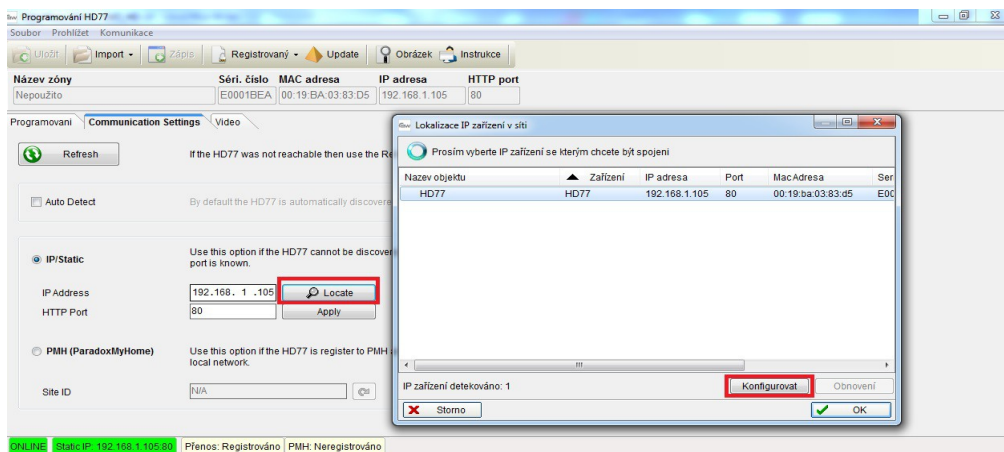 Programování HD77
Soubor Prohlížet Komunikace
Uložit Import Zápis Registrovaný Update Obrázek Instrukce
Název zóny Séri. číslo MAC adresa IP adresa HTTP port
Nepoužito E0001BEA 00:19:BA:03:83:D5 192.168.1.105 80
Programovani Communication Settings Video
Refresh If the HD77 was not reachable then use the Re
Auto Detect By default the HD77 is automatically discovere
IP/Static Use this option if the HD77 cannot be discover
port is known.
IP Address 192.168. 1 .105 Locate
HTTP Port 80 Apply
PMH (ParadoxMyHome) Use this option if the HD77 is register to PMH
local network.
Site ID N/A
Lokalizace IP zařízení v síti
Prosím vyberte IP zařízení se kterým chcete být spojeni
Nazev objektu Zařízení IP adresa Port MacAdresa Ser
HD77 HD77 192.168.1.105 80 00:19:ba:03:83:d5 E00
IP zařízení detekováno: 1 Konfigurovat Obnovení
Storno OK
ONLINE Static IP: 192.168.1.105:80 Přenos: Registrováno PMH: Neregistrováno